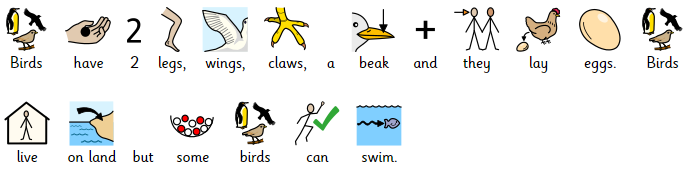 Birds have 2 legs, wings, claws, a beak and they lay eggs. Birds
live on land but some birds can swim.